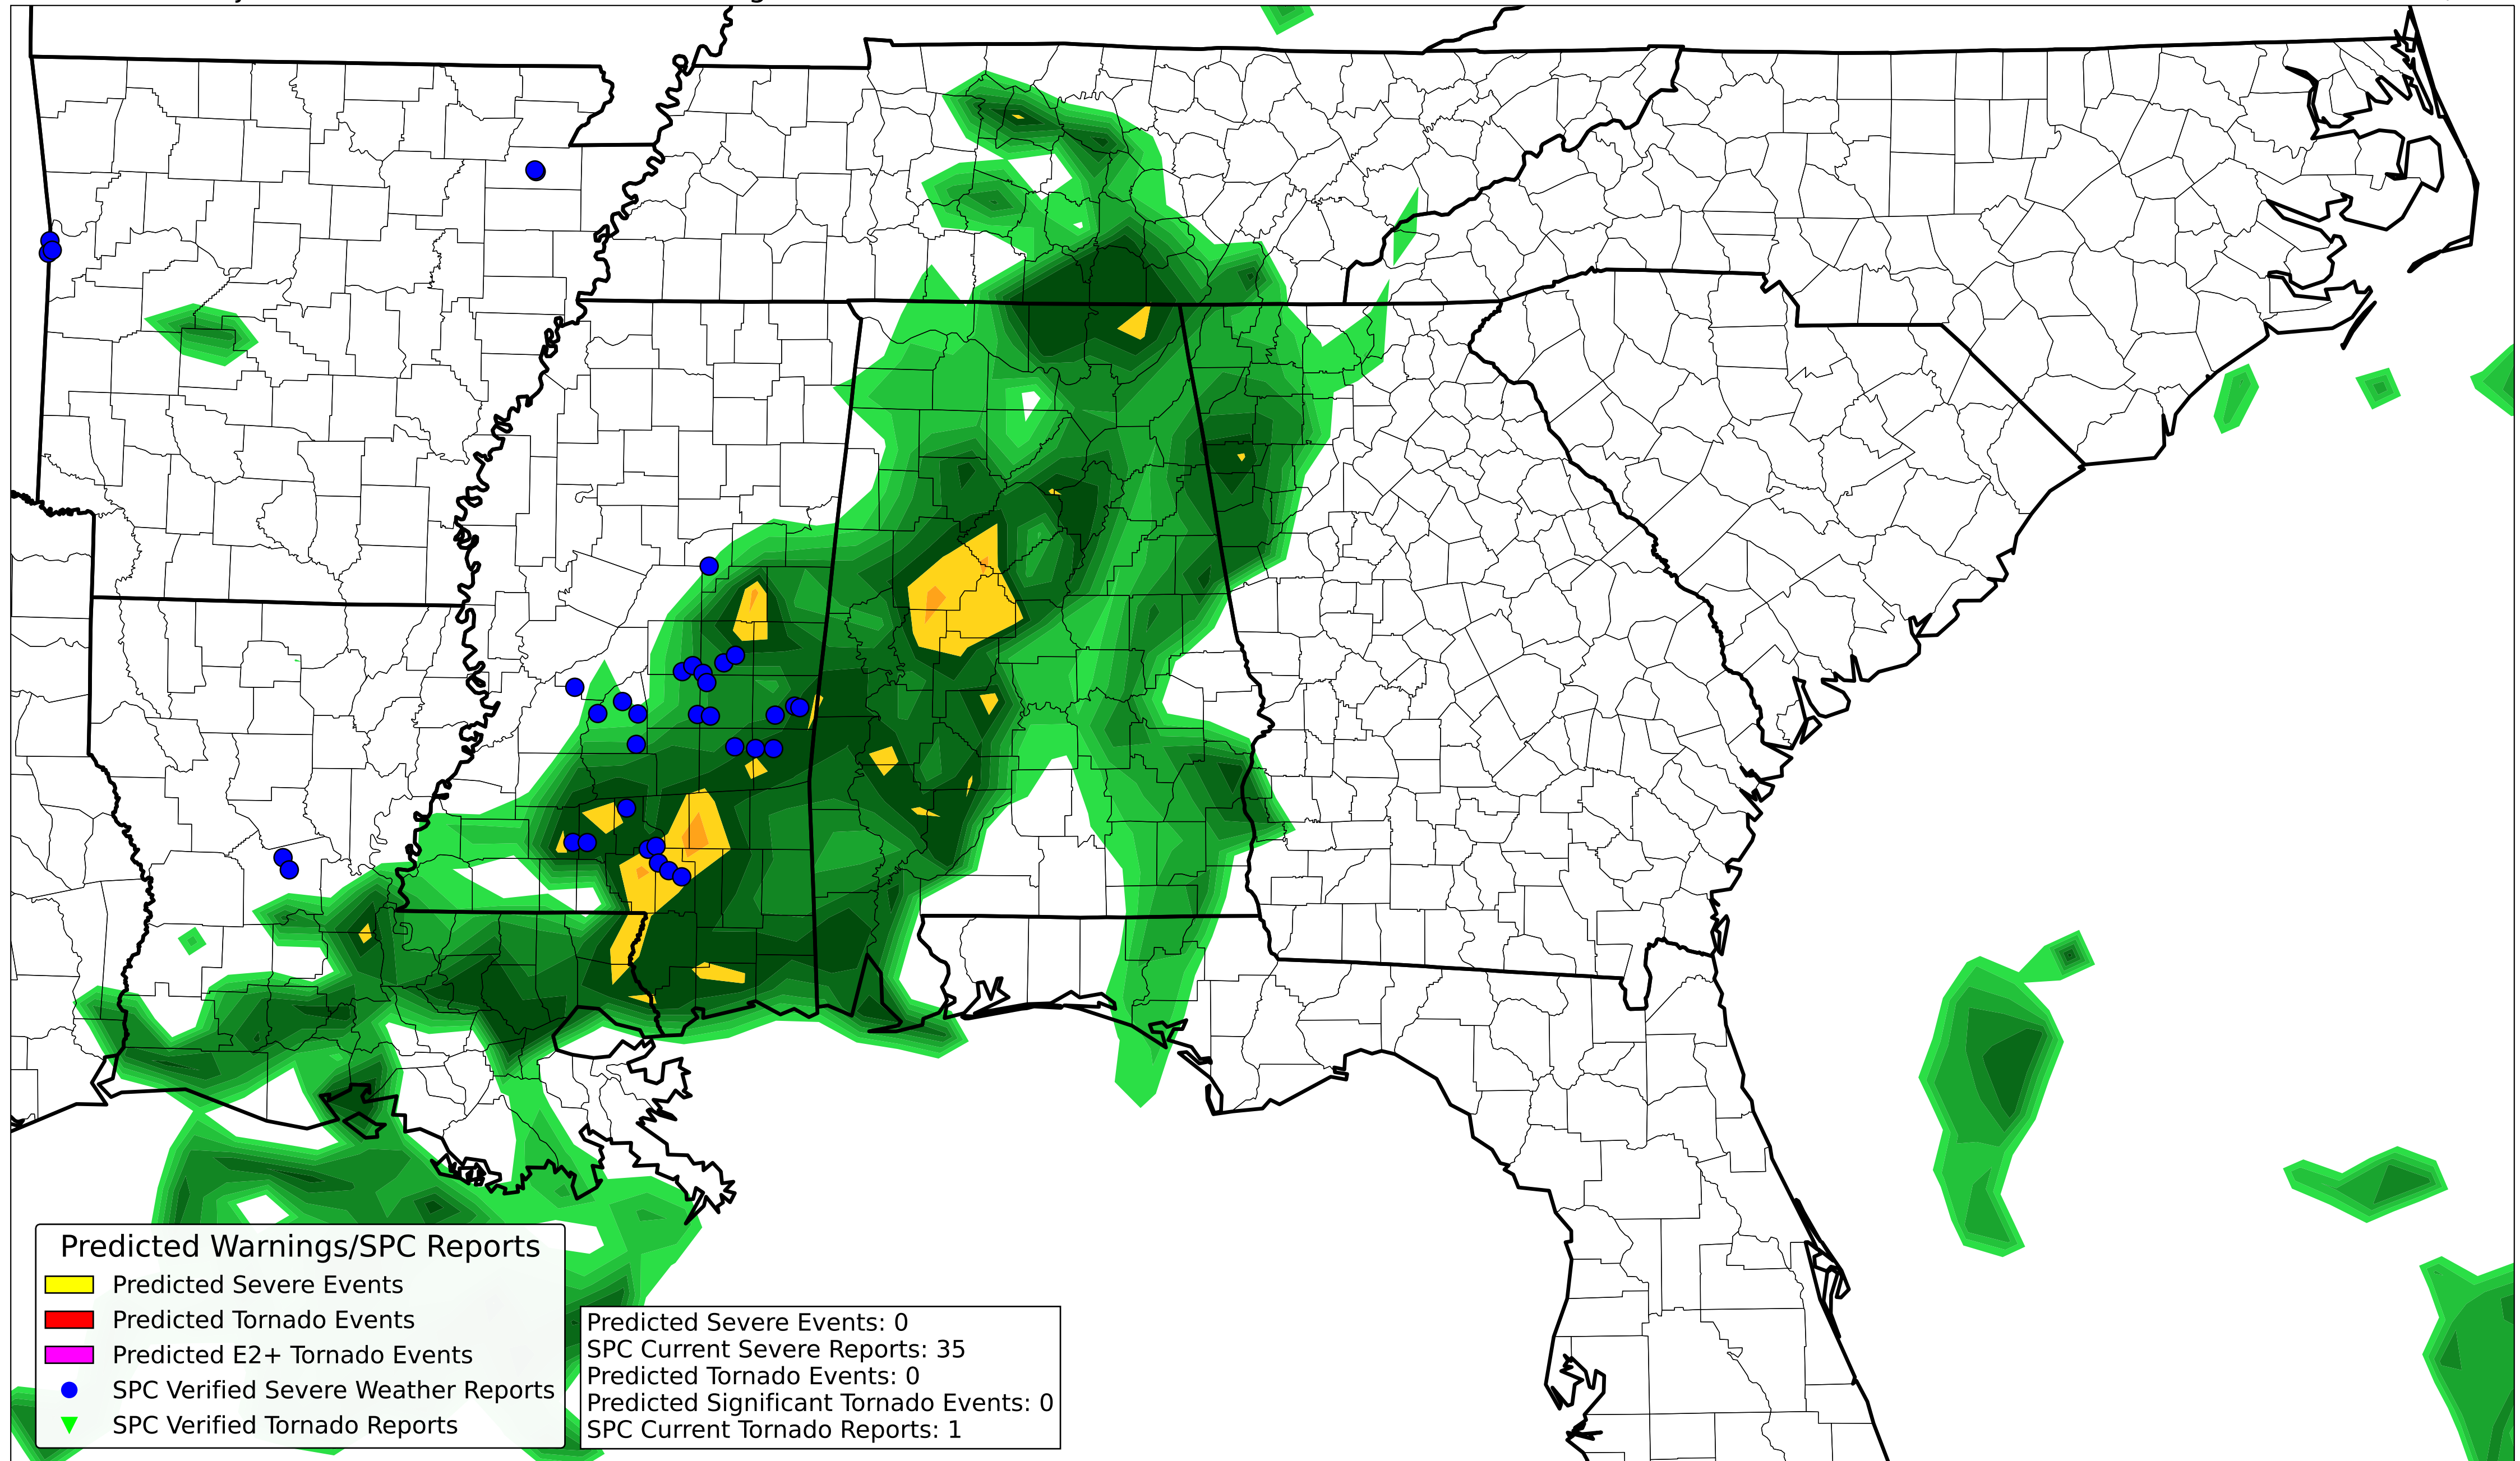 Predicted Warnings/SPC Reports
Predicted Severe Events
Predicted Tornado Events
Predicted E2+ Tornado Events
SPC Verified Severe Weather Reports
SPC Verified Tornado Reports
Predicted Severe Events: 0
SPC Current Severe Reports: 35
Predicted Tornado Events: 0
Predicted Significant Tornado Events: 0
SPC Current Tornado Reports: 1